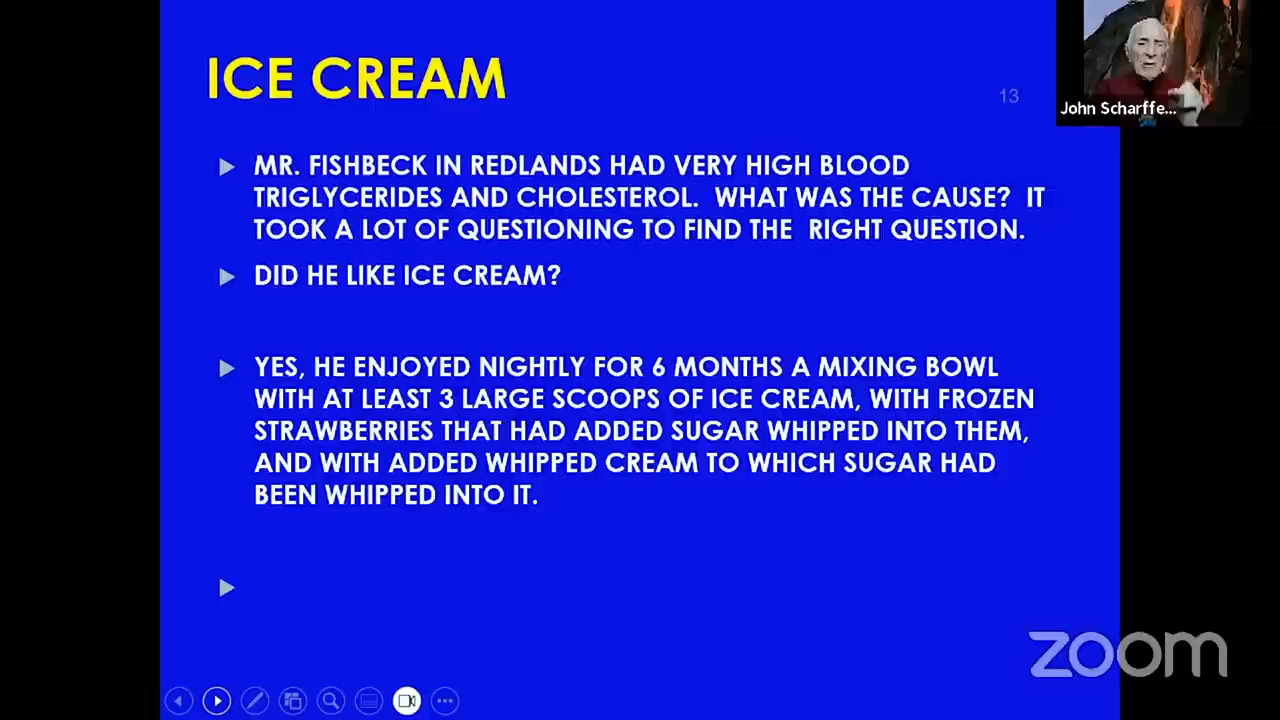 ICE CREAM
13
John Scharffe...
MR. FISHBECK IN REDLANDS HAD VERY HIGH BLOOD
TRIGLYCERIDES AND CHOLESTEROL. WHAT WAS THE CAUSE? IT
TOOK A LOT OF QUESTIONING TO FIND THE RIGHT QUESTION.
DID HE LIKE ICE CREAM?
YES, HE ENJOYED NIGHTLY FOR 6 MONTHS A MIXING BOWL
WITH AT LEAST 3 LARGE SCOOPS OF ICE CREAM, WITH FROZEN
STRAWBERRIES THAT HAD ADDED SUGAR WHIPPED INTO THEM,
AND WITH ADDED WHIPPED CREAM TO WHICH SUGAR HAD
BEEN WHIPPED INTO IT.
zoom